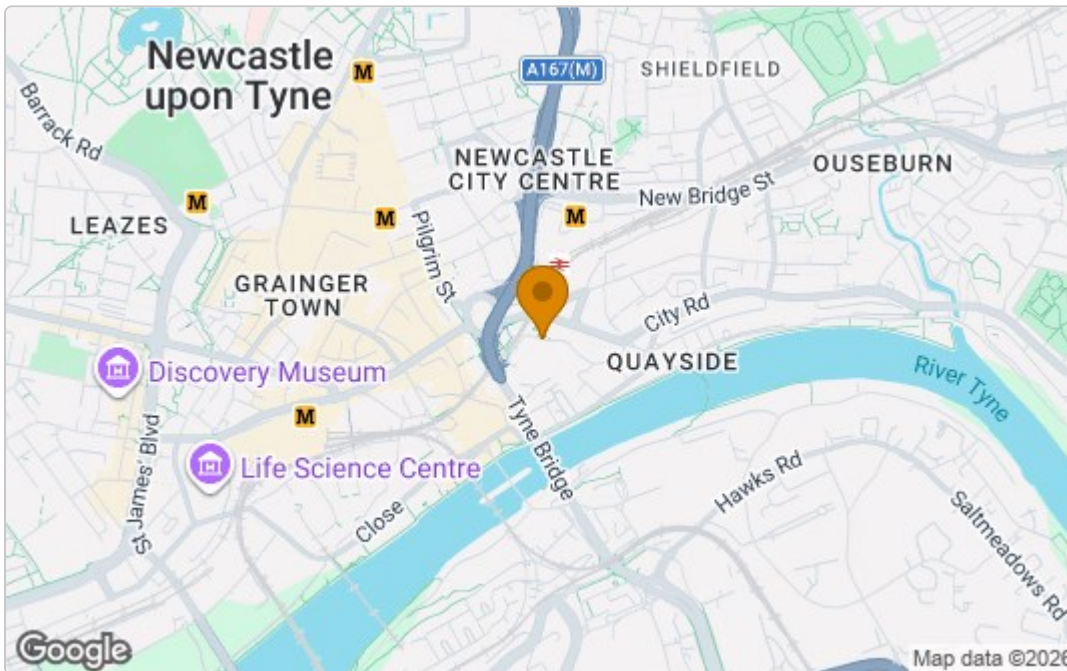 Newcastle
upon Tyne
M
A167(M)
SHIELDFIELD
Barrack Rd
NEWCASTLE
CITY CENTRE
OUSEBURN
New Bridge St
M
M
M
LEAZES
Pilgrim St
GRAINGER
TOWN
City Rd
QUAYSIDE
Discovery Museum
River Tyne
M
Tyne Bridge
Life Science Centre
St James' Blvd
Close
Hawks Rd
Saltmeadows Rd
Google
Map data ©2026